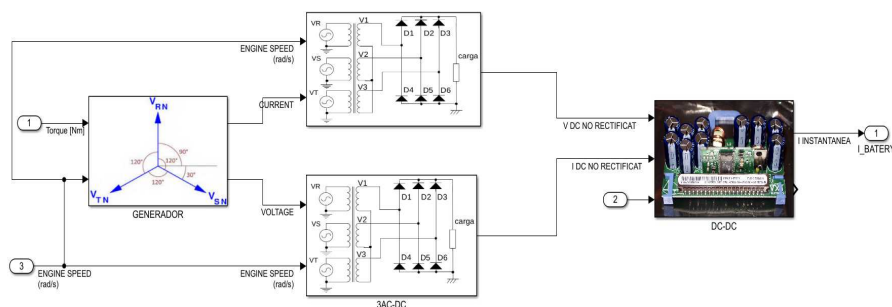 ENGINE SPEED
(rad/s)
VR
VS
VT
V1
V2
V3
D1 D2 D3
carga
D4 D5 D6
1
Torque [Nm]
CURRENT
V RN
90°
120° 120°
120° 30°
V TN
V SN
GENERADOR
VOLTAGE
V DC NO RECTIFICAT
I DC NO RECTIFICAT
2
DC-DC
I INSTANTANEA
1
I_BATERY
VR
VS
VT
V1
V2
V3
D1 D2 D3
carga
D4 D5 D6
3
ENGINE SPEED
(rad/s)
ENGINE SPEED
(rad/s)
3AC-DC